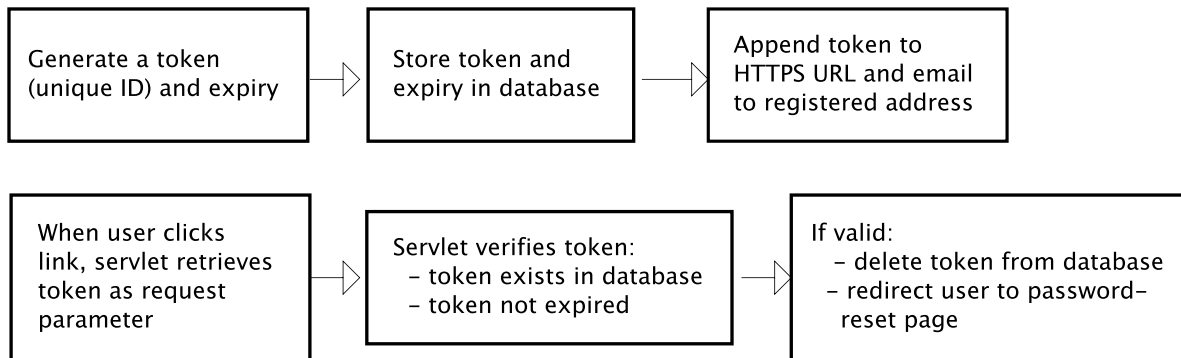 Generate a token
(unique ID) and expiry
Store token and
expiry in database
Append token to
HTTPS URL and email
to registered address
When user clicks
link, servlet retrieves
token as request
parameter
Servlet verifies token:
– token exists in database
– token not expired
If valid:
– delete token from database
– redirect user to password–
reset page